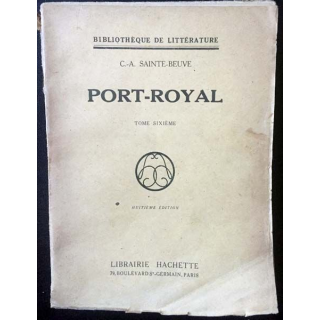 BIBLIOTHÈQUE DE LITTÉRATURE
C.-A. SAINTE-BEUVE
PORT-ROYAL
TOME SIXIÈME
HUITIÈME ÉDITION
LIBRAIRIE HACHETTE
79, BOULEVARD St-GERMAIN, PARIS